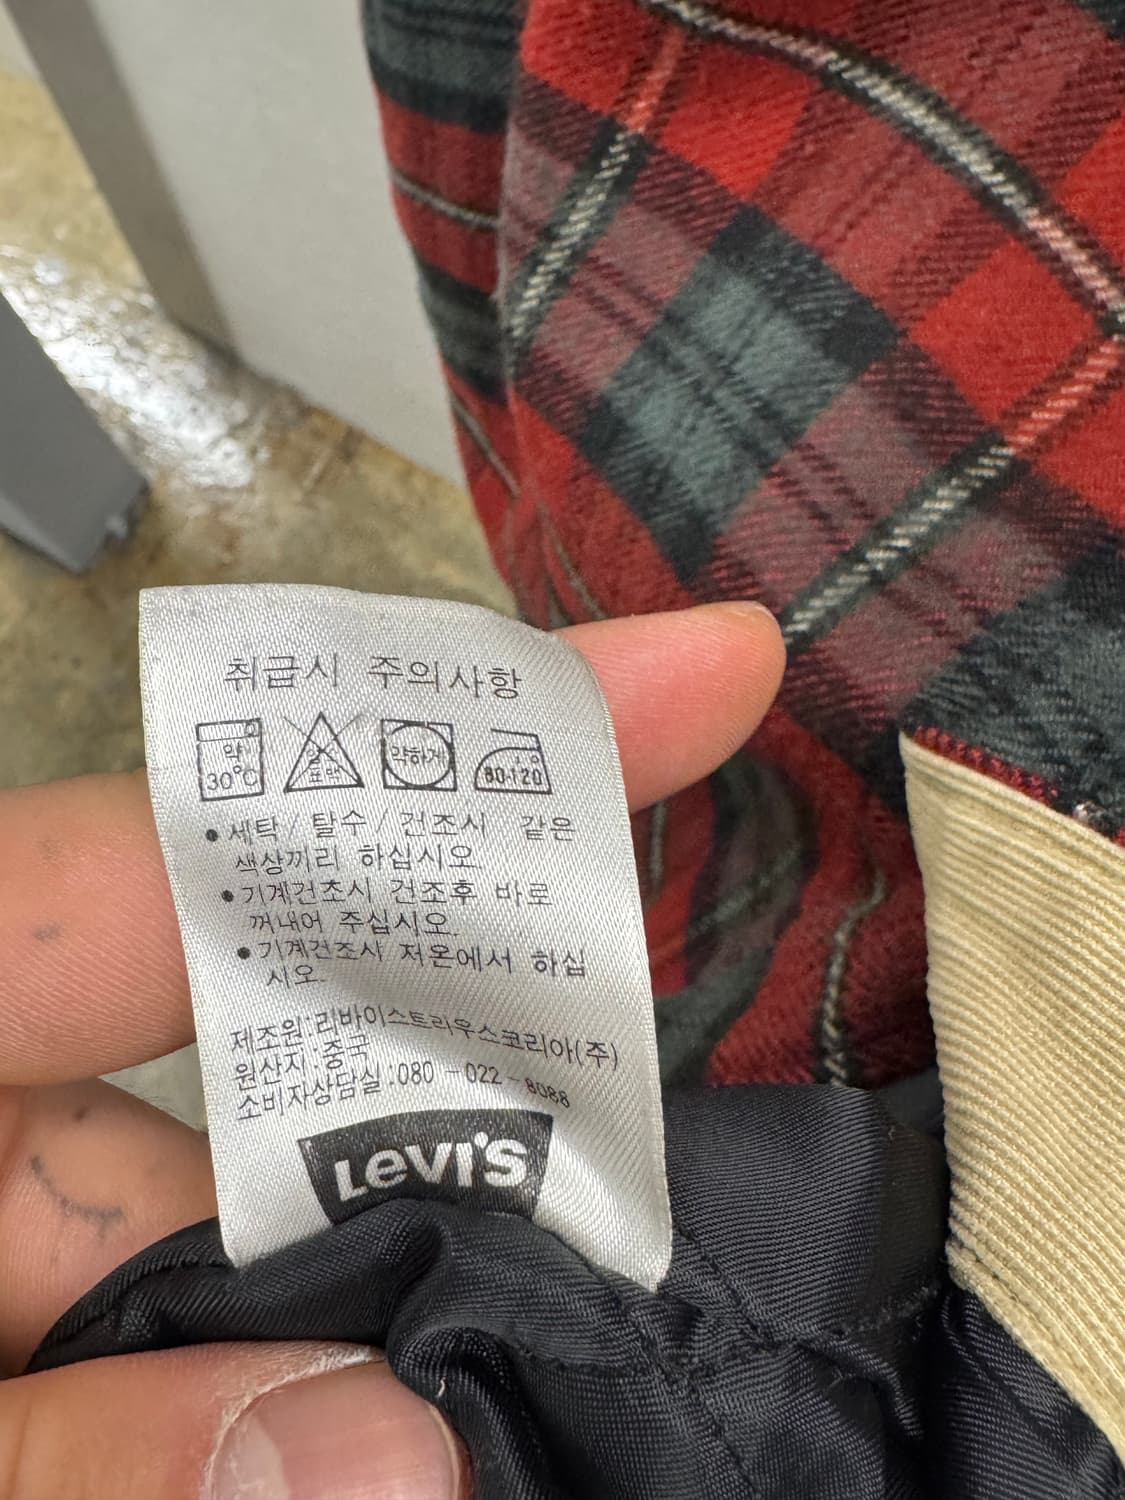 취급시 주의사항
약 30°C
약하게
80-120
• 세탁 / 탈수 / 건조시 같은
색상끼리 하십시오.
• 기계건조시 건조후 바로
꺼내어 주십시오.
• 기계건조시 저온에서 하십
시오.
제조원:리바이스트라우스코리아(주)
원산지:중국
소비자상담실:080-022-8088
Levi's